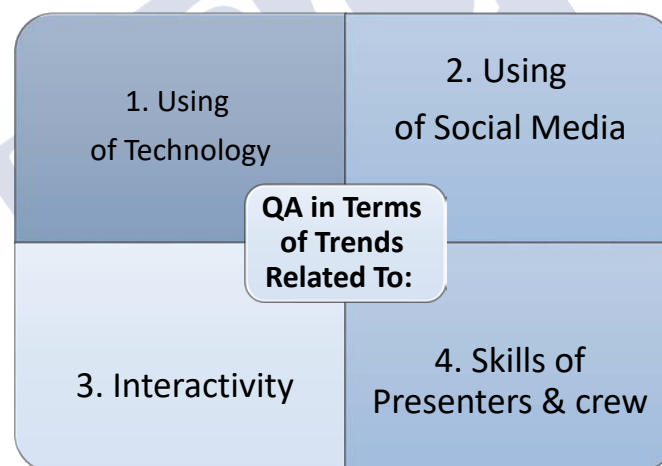 1. Using
of Technology
2. Using
of Social Media
QA in Terms
of Trends
Related To:
3. Interactivity
4. Skills of
Presenters & crew